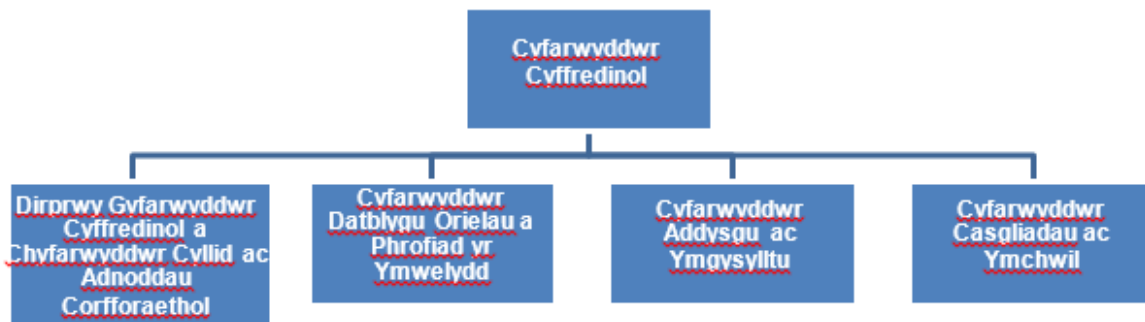 Cyfarwyddwr
Cyffredinol
Dirprwy Gyfarwyddwr
Cyffredinol a
Chyfarwyddwr Cyllid ac
Adnoddau
Corfforaethol
Cyfarwyddwr
Datblygu Orielau a
Phrofiad yr
Ymwelydd
Cyfarwyddwr
Addysgu ac
Ymgysylltu
Cyfarwyddwr
Casgliadau ac
Ymchwil